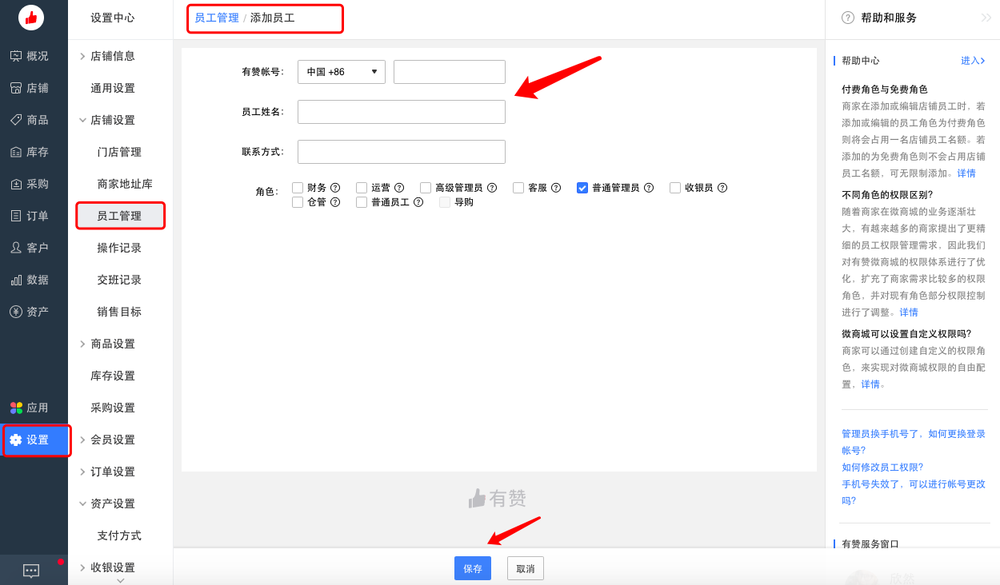 概况
店铺
商品
库存
采购
订单
客户
数据
资产
应用
设置
设置中心
店铺信息
通用设置
店铺设置
门店管理
商家地址库
员工管理
操作记录
交班记录
销售目标
商品设置
库存设置
采购设置
会员设置
订单设置
资产设置
支付方式
收银设置
员工管理 / 添加员工
有赞帐号: 中国 +86
员工姓名:
联系方式:
角色: 财务 ? 运营 ? 高级管理员 ? 客服 ? 普通管理员 ? 收银员 ?
仓管 ? 普通员工 ? 导购
有赞
保存 取消
? 帮助和服务 »
帮助中心 进入>
付费角色与免费角色
商家在添加或编辑店铺员工时，若
添加或编辑的员工角色为付费角色
则将会占用一名店铺员工名额。若
添加的为免费角色则不会占用店铺
员工名额，可无限制添加。详情
不同角色的权限区别?
随着商家在微商城的业务逐渐壮
大，有越来越多的商家提出了更精
细的员工权限管理需求，因此我们
对有赞微商城的权限体系进行了优
化，扩充了商家需求比较多的权限
角色，并对现有角色部分权限控制
进行了调整。详情
微商城可以设置自定义权限吗?
商家可以通过创建自定义的权限角
色，来实现对微商城权限的自由配
置，详情。
管理员换手机号了，如何更换登录
帐号?
如何修改员工权限?
手机号失效了，可以进行帐号更改
吗?
有赞服务窗口
欣然